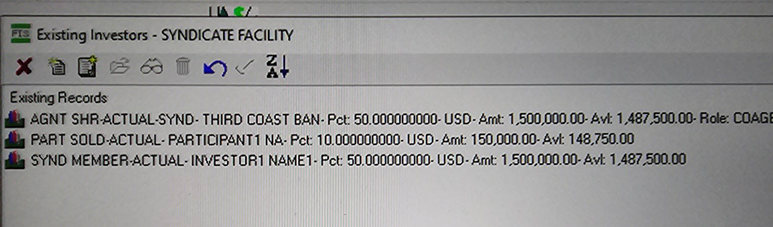 FIS Existing Investors - SYNDICATE FACILITY
Existing Records
AGNT SHR-ACTUAL-SYND- THIRD COAST BAN- Pct: 50.000000000- USD- Amt: 1,500,000.00- Avl: 1,487,500.00- Role: COAGE
PART SOLD-ACTUAL- PARTICIPANT1 NA- Pct: 10.000000000- USD- Amt: 150,000.00- Avl: 148,750.00
SYND MEMBER-ACTUAL- INVESTOR1 NAME1- Pct: 50.000000000- USD- Amt: 1,500,000.00- Avl: 1,487,500.00